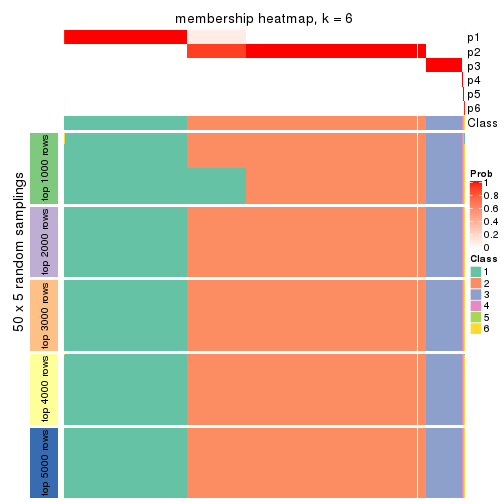 membership heatmap, k = 6
p1
p2
p3
p4
p5
p6
Class
50 x 5 random samplings
top 1000 rows
top 2000 rows
top 3000 rows
top 4000 rows
top 5000 rows
Prob
1
0.8
0.6
0.4
0.2
0
Class
1
2
3
4
5
6